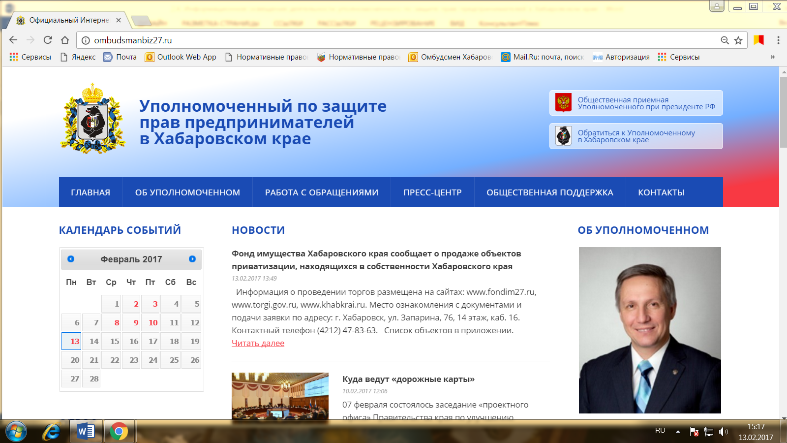 Официальный Интернет
ombudsmanbiz27.ru
Сервисы Яндекс Почта Outlook Web App Нормативные право Нормативные право Омбудсмен Хабаров Mail.Ru: почта, поиск Авторизация Сервисы
Уполномоченный по защите
прав предпринимателей
в Хабаровском крае
Общественная приемная
Уполномоченного при президенте РФ
Обратиться к Уполномоченному
в Хабаровском крае
ГЛАВНАЯ ОБ УПОЛНОМОЧЕННОМ РАБОТА С ОБРАЩЕНИЯМИ ПРЕСС-ЦЕНТР ОБЩЕСТВЕННАЯ ПОДДЕРЖКА КОНТАКТЫ
КАЛЕНДАРЬ СОБЫТИЙ
Февраль 2017
Пн Вт Ср Чт Пт Сб Вс
1 2 3 4 5
6 7 8 9 10 11 12
13 14 15 16 17 18 19
20 21 22 23 24 25 26
27 28
НОВОСТИ
Фонд имущества Хабаровского края сообщает о продаже объектов
приватизации, находящихся в собственности Хабаровского края
13.02.2017 13:49
Информация о проведении торгов размещена на сайтах: www.fondim27.ru,
www.torgi.gov.ru, www.khabkrai.ru. Место ознакомления с документами и
подачи заявки по адресу: г. Хабаровск, ул. Запарина, 76, 14 этаж, каб. 16.
Контактный телефон (4212) 47-83-63. Список объектов в приложении.
Читать далее
Куда ведут «дорожные карты»
10.02.2017 12:06
07 февраля состоялось заседание «проектного
офиса» Правительства края по улучшению
ОБ УПОЛНОМОЧЕННОМ
RU
15:17
13.02.2017